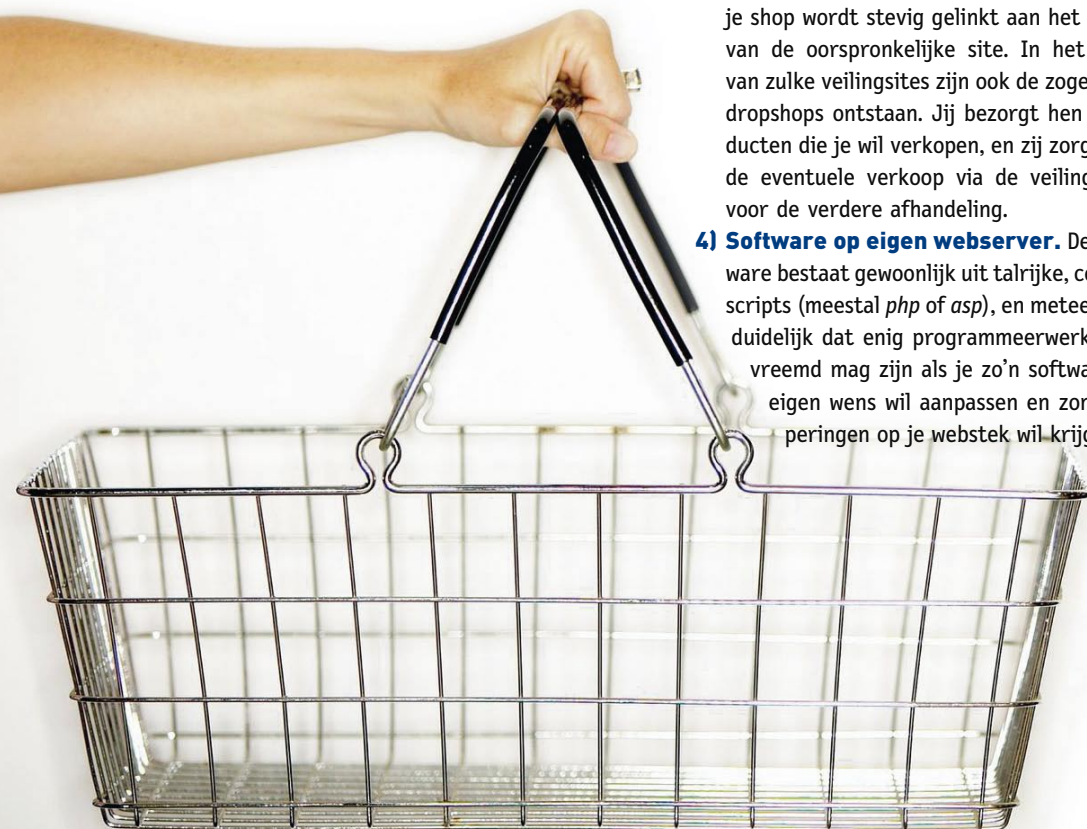 je shop wordt stevig gelinkt aan het
van de oorspronkelijke site. In het
van zulke veilingsites zijn ook de zoge
dropshops ontstaan. Jij bezorgt hen
ducten die je wil verkopen, en zij zorg
de eventuele verkoop via de veiling
voor de verdere afhandeling.
4) Software op eigen webserver. De
ware bestaat gewoonlijk uit talrijke, co
scripts (meestal php of asp), en metee
duidelijk dat enig programmeerwerk
vreemd mag zijn als je zo'n softwa
eigen wens wil aanpassen en zon
peringen op je webstek wil krijg